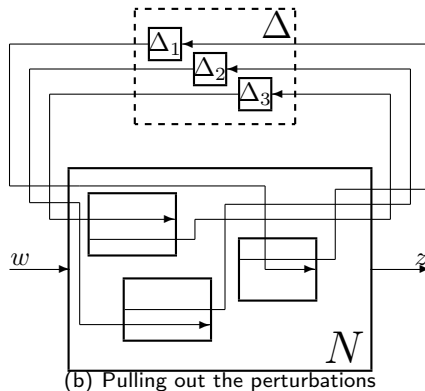 Δ
Δ₁
Δ₂
Δ₃
w
z
N
(b) Pulling out the perturbations